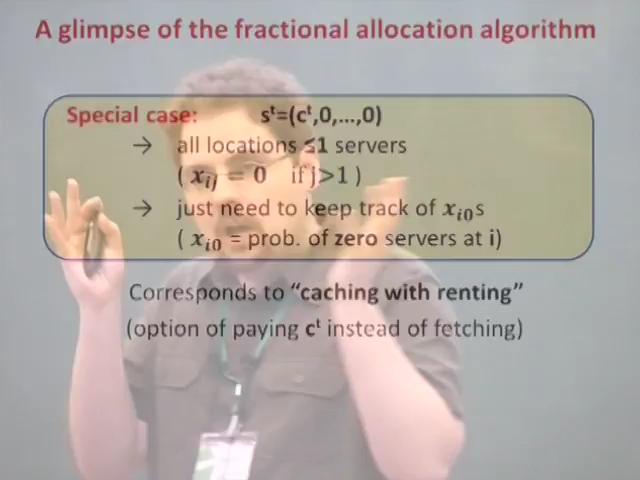 A glimpse of the fractional allocation algorithm
Special case: sᵗ=(cᵗ,0,...,0)
→ all locations ≤1 servers
( xᵢⱼ = 0 if j>1 )
→ just need to keep track of xᵢ₀s
( xᵢ₀ = prob. of zero servers at i)
Corresponds to “caching with renting”
(option of paying cᵗ instead of fetching)